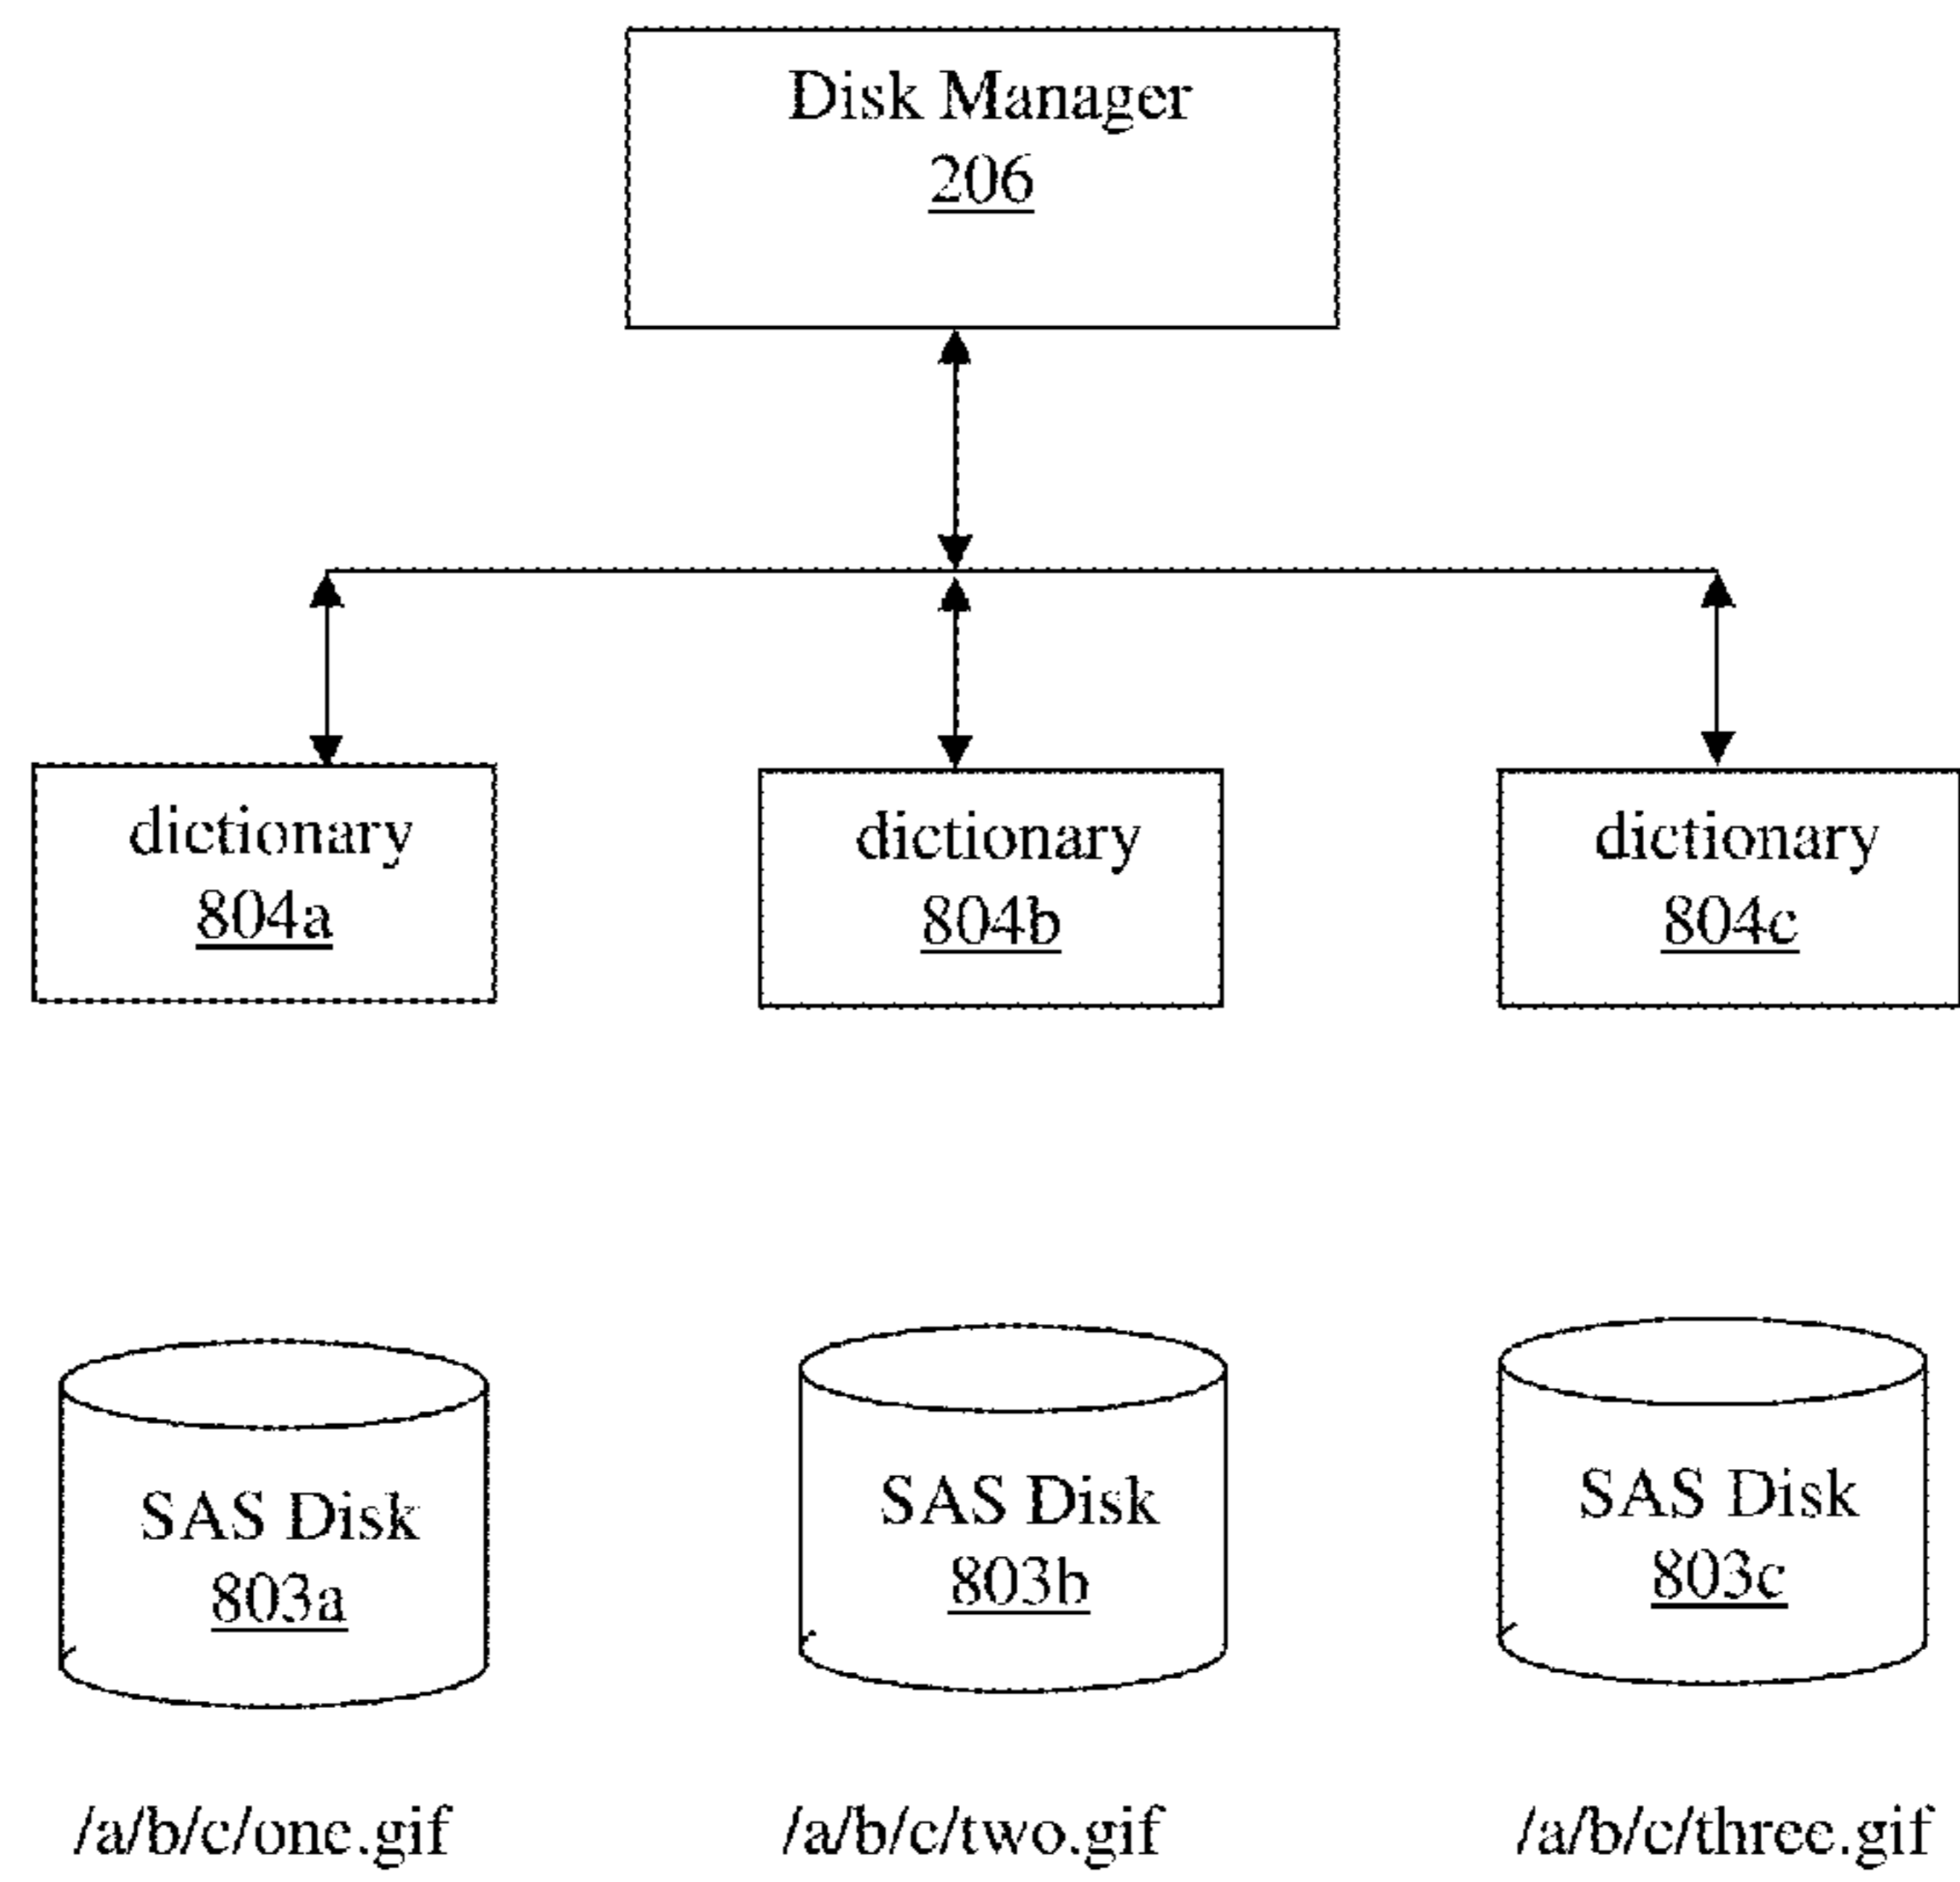 Disk Manager
206
dictionary
804a
dictionary
804b
dictionary
804c
SAS Disk
803a
SAS Disk
803b
SAS Disk
803c
/a/b/c/one.gif
/a/b/c/two.gif
/a/b/c/three.gif